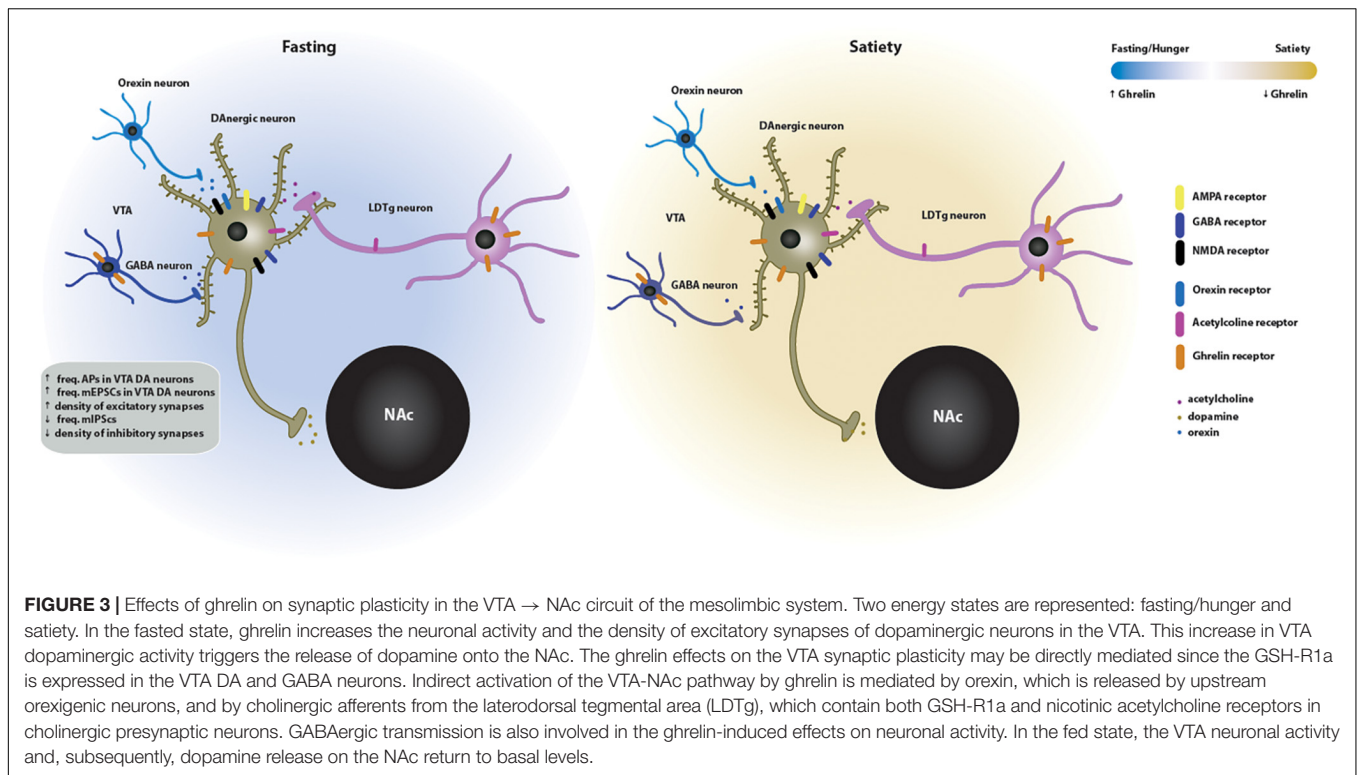 Fasting
Satiety
Fasting/Hunger
Satiety
↑ Ghrelin
↓ Ghrelin
Orexin neuron
DAnergic neuron
VTA
LDTg neuron
GABA neuron
↑ freq. APs in VTA DA neurons
↑ freq. mEPSCs in VTA DA neurons
↑ density of excitatory synapses
↓ freq. mIPSCs
↓ density of inhibitory synapses
NAc
Orexin neuron
DAnergic neuron
VTA
LDTg neuron
GABA neuron
NAc
AMPA receptor
GABA receptor
NMDA receptor
Orexin receptor
Acetylcoline receptor
Ghrelin receptor
acetylcholine
dopamine
orexin
FIGURE 3 | Effects of ghrelin on synaptic plasticity in the VTA → NAc circuit of the mesolimbic system. Two energy states are represented: fasting/hunger and
satiety. In the fasted state, ghrelin increases the neuronal activity and the density of excitatory synapses of dopaminergic neurons in the VTA. This increase in VTA
dopaminergic activity triggers the release of dopamine onto the NAc. The ghrelin effects on the VTA synaptic plasticity may be directly mediated since the GSH-R1a
is expressed in the VTA DA and GABA neurons. Indirect activation of the VTA-NAc pathway by ghrelin is mediated by orexin, which is released by upstream
orexigenic neurons, and by cholinergic afferents from the laterodorsal tegmental area (LDTg), which contain both GSH-R1a and nicotinic acetylcholine receptors in
cholinergic presynaptic neurons. GABAergic transmission is also involved in the ghrelin-induced effects on neuronal activity. In the fed state, the VTA neuronal activity
and, subsequently, dopamine release on the NAc return to basal levels.